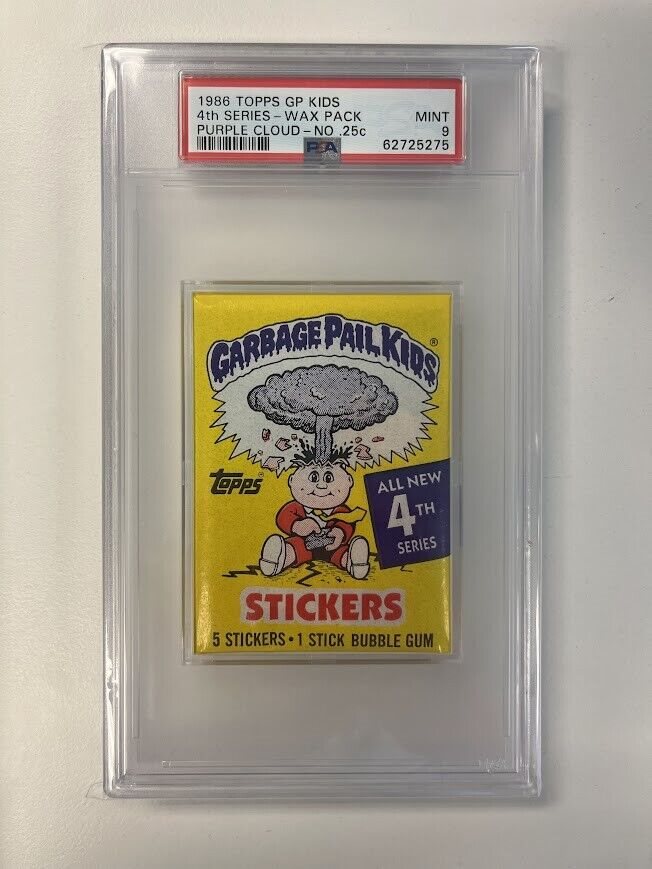 1986 TOPPS GP KIDS
4th SERIES - WAX PACK MINT
PURPLE CLOUD - NO .25c 9
PSA 62725275
GARBAGE PAIL KIDS®
topps®
ALL NEW
4TH
SERIES
STICKERS
5 STICKERS • 1 STICK BUBBLE GUM